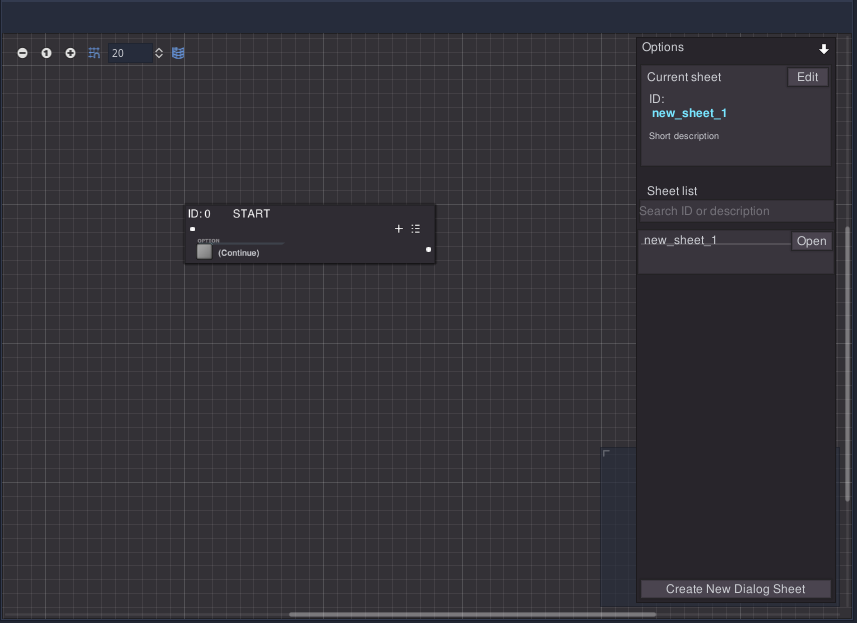 20
Options
Current sheet
Edit
ID:
new_sheet_1
Short description
Sheet list
Search ID or description
new_sheet_1
Open
ID: 0 START
OPTION
(Continue)
Create New Dialog Sheet